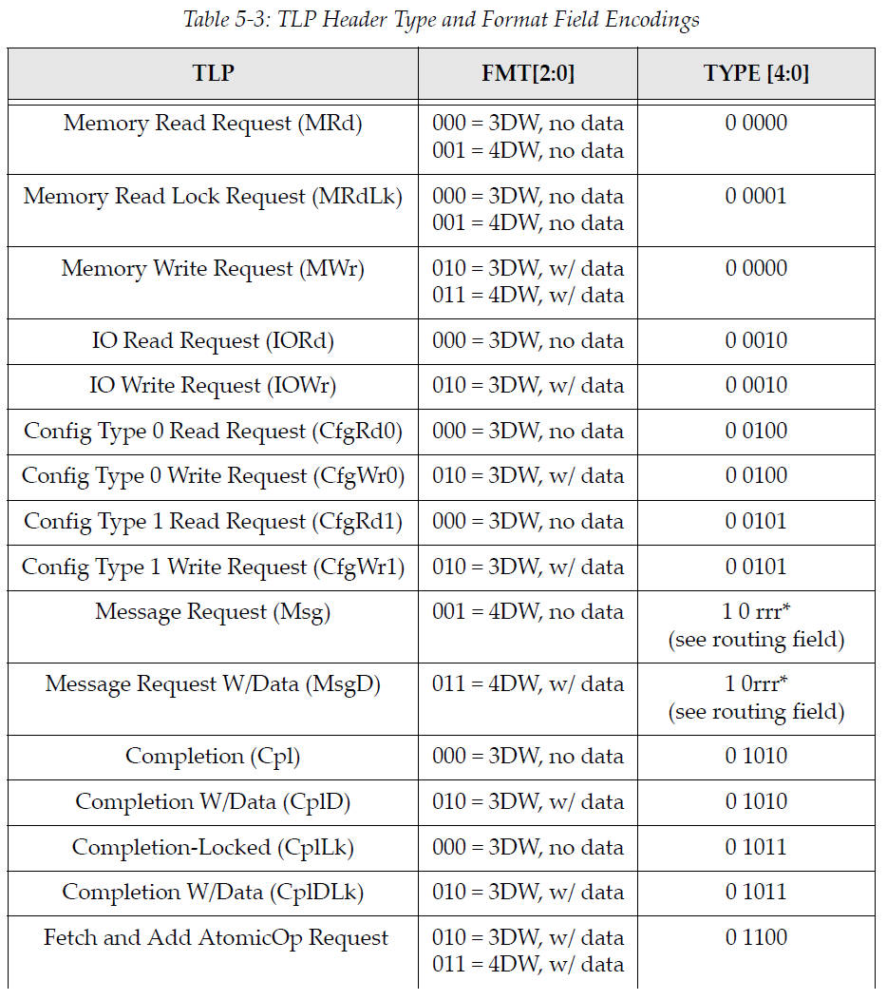 Table 5-3: TLP Header Type and Format Field Encodings
TLP FMT[2:0] TYPE [4:0]
Memory Read Request (MRd) 000 = 3DW, no data 0 0000
001 = 4DW, no data
Memory Read Lock Request (MRdLk) 000 = 3DW, no data 0 0001
001 = 4DW, no data
Memory Write Request (MWr) 010 = 3DW, w/ data 0 0000
011 = 4DW, w/ data
IO Read Request (IORd) 000 = 3DW, no data 0 0010
IO Write Request (IOWr) 010 = 3DW, w/ data 0 0010
Config Type 0 Read Request (CfgRd0) 000 = 3DW, no data 0 0100
Config Type 0 Write Request (CfgWr0) 010 = 3DW, w/ data 0 0100
Config Type 1 Read Request (CfgRd1) 000 = 3DW, no data 0 0101
Config Type 1 Write Request (CfgWr1) 010 = 3DW, w/ data 0 0101
Message Request (Msg) 001 = 4DW, no data 1 0 rrr*
(see routing field)
Message Request W/Data (MsgD) 011 = 4DW, w/ data 1 0rrr*
(see routing field)
Completion (Cpl) 000 = 3DW, no data 0 1010
Completion W/Data (CplD) 010 = 3DW, w/ data 0 1010
Completion-Locked (CplLk) 000 = 3DW, no data 0 1011
Completion W/Data (CplDLk) 010 = 3DW, w/ data 0 1011
Fetch and Add AtomicOp Request 010 = 3DW, w/ data 0 1100
011 = 4DW, w/ data